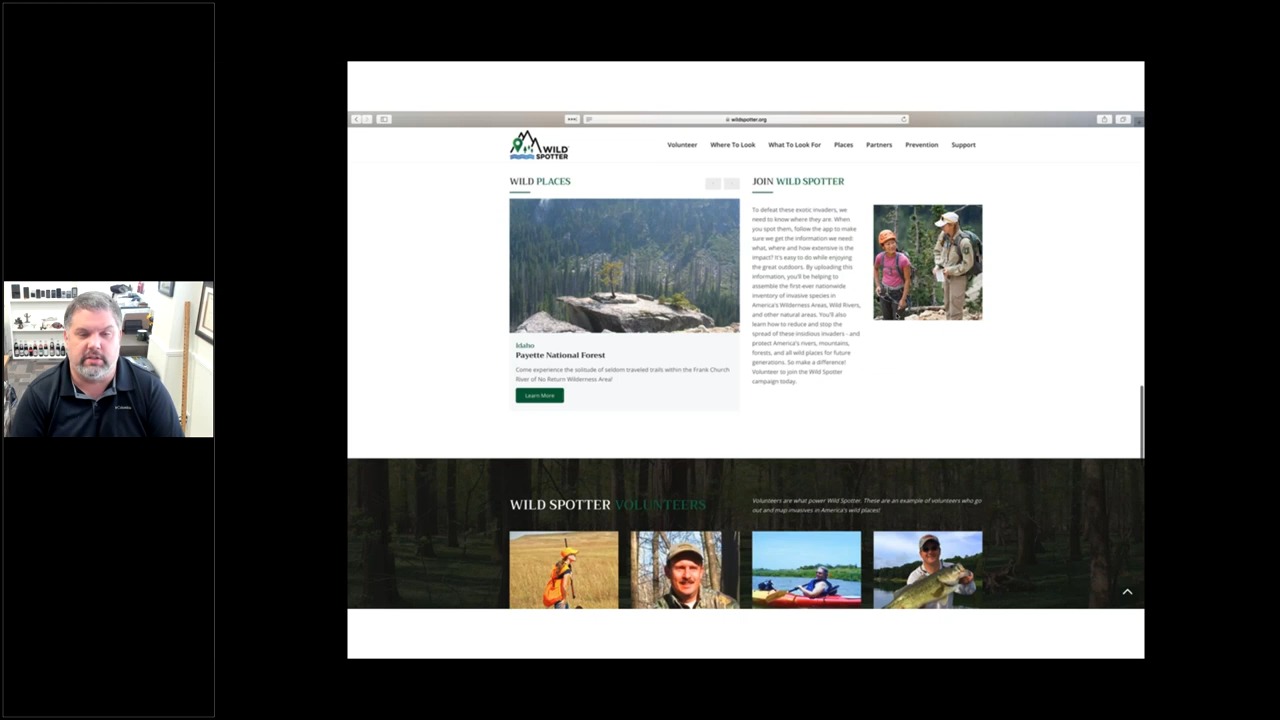 wildspotter.org
WILD
SPOTTER
Volunteer Where To Look What To Look For Places Partners Prevention Support
WILD PLACES
Idaho
Payette National Forest
Come experience the solitude of seldom traveled trails within the Frank Church
River of No Return Wilderness Area!
Learn More
JOIN WILD SPOTTER
To defeat these exotic invaders, we
need to know where they are. When
you spot them, follow the app to make
sure we get the information we need:
what, where and how extensive is the
impact? It's easy to do while enjoying
the great outdoors. By uploading this
information, you'll be helping to
assemble the first-ever nationwide
inventory of invasive species in
America's Wilderness Areas, Wild Rivers,
and other natural areas. You'll also
learn how to reduce and stop the
spread of these insidious invaders - and
protect America's rivers, mountains,
forests, and all wild places for future
generations. So make a difference!
Volunteer to join the Wild Spotter
campaign today.
WILD SPOTTER VOLUNTEERS
Volunteers are what power Wild Spotter. These are an example of volunteers who go
out and map invasives in America's wild places!